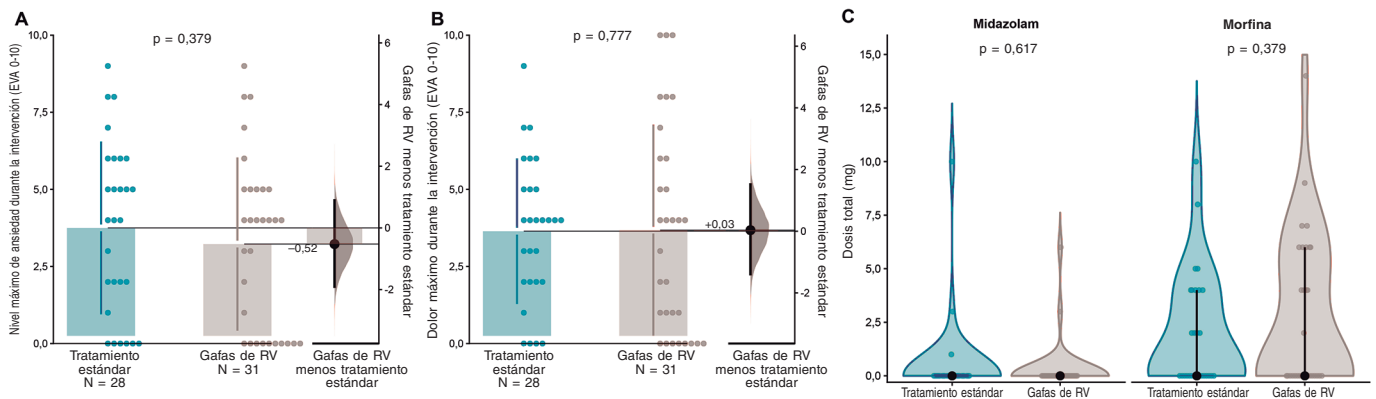 A
Nivel máximo de ansiedad durante la intervención (EVA 0-10)
10,0
7,5
5,0
2,5
0,0
p = 0,379
−0,52
6
4
2
0
-2
Gafas de RV menos tratamiento estándar
Tratamiento
estándar
N = 28
Gafas de RV
N = 31
Gafas de RV
menos tratamiento
estándar
B
Dolor máximo durante la intervención (EVA 0-10)
10,0
7,5
5,0
2,5
0,0
p = 0,777
+0,03
6
4
2
0
-2
Gafas de RV menos tratamiento estándar
Tratamiento
estándar
N = 28
Gafas de RV
N = 31
Gafas de RV
menos tratamiento
estándar
C
Midazolam
p = 0,617
Morfina
p = 0,379
Dosis total (mg)
15,0
12,5
10,0
7,5
5,0
2,5
0,0
Tratamiento estándar
Gafas de RV
Tratamiento estándar
Gafas de RV